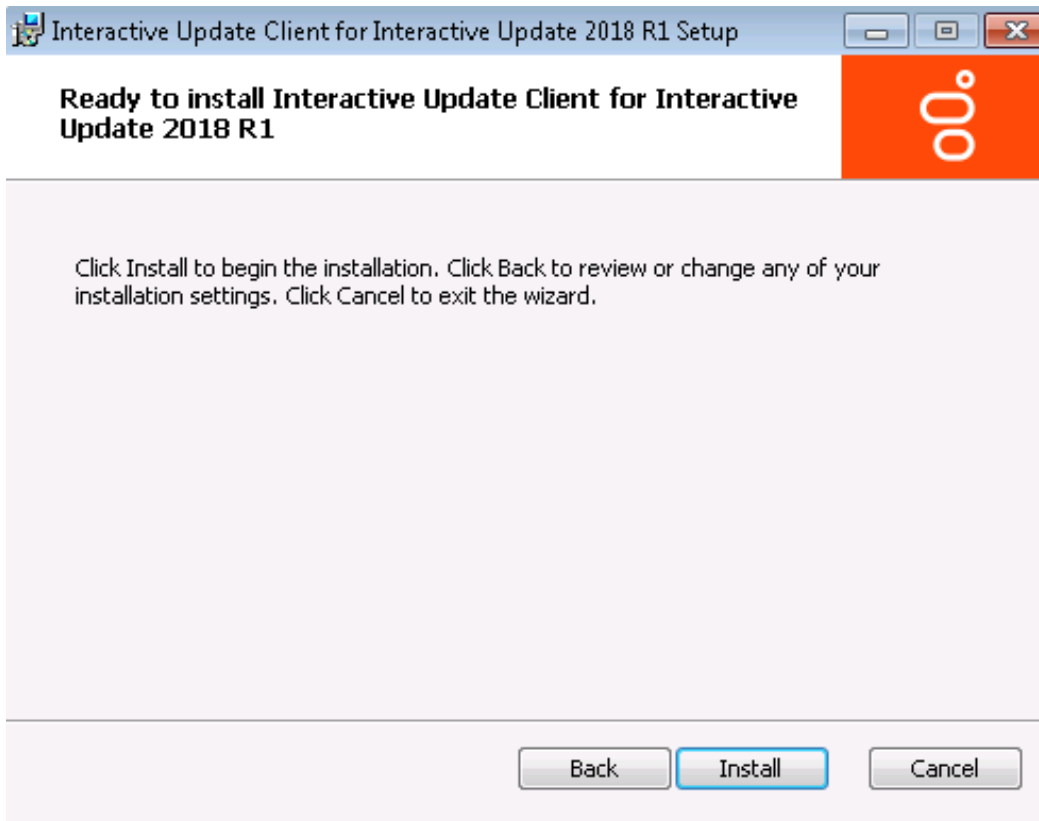 Interactive Update Client for Interactive Update 2018 R1 Setup
Ready to install Interactive Update Client for Interactive
Update 2018 R1
Click Install to begin the installation. Click Back to review or change any of your
installation settings. Click Cancel to exit the wizard.
Back Install Cancel